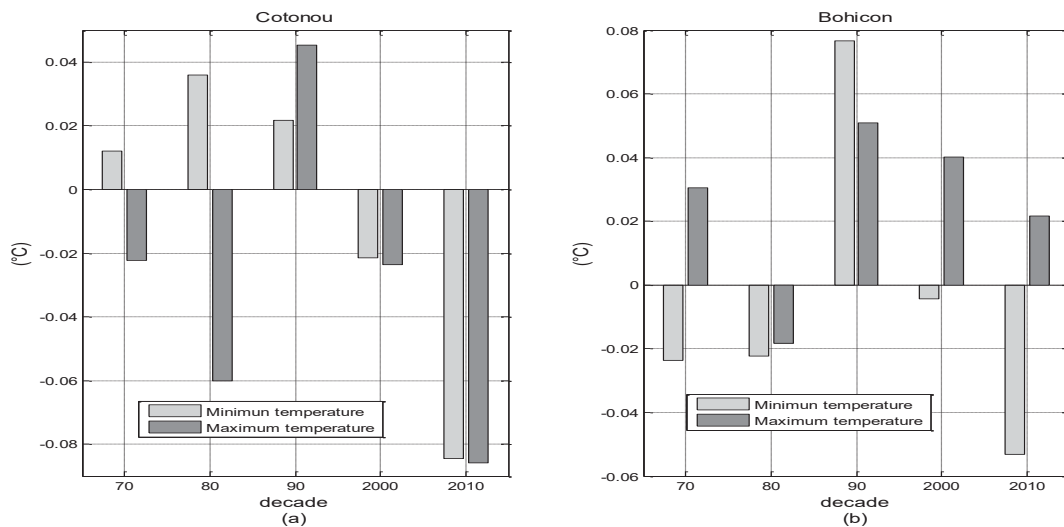 Cotonou
0.04
0.02
0
-0.02
-0.04
-0.06
-0.08
(ºC)
Minimun temperature
Maximum temperature
70 80 90 2000 2010
decade
(a)
Bohicon
0.08
0.06
0.04
0.02
0
-0.02
-0.04
-0.06
(ºC)
Minimun temperature
Maximum temperature
70 80 90 2000 2010
decade
(b)